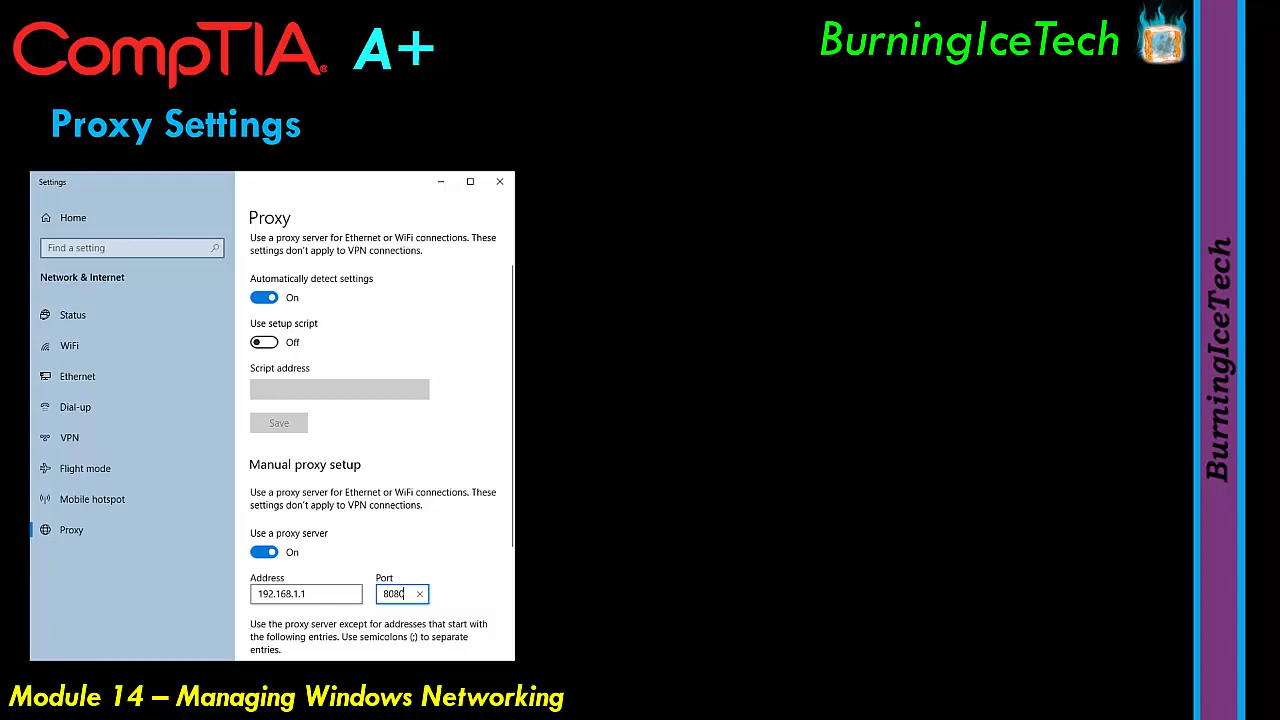 CompTIA® A+
BurningIceTech
Proxy Settings
Settings
Home
Find a setting
Network & Internet
Status
WiFi
Ethernet
Dial-up
VPN
Flight mode
Mobile hotspot
Proxy
Proxy
Use a proxy server for Ethernet or WiFi connections. These
settings don't apply to VPN connections.
Automatically detect settings
On
Use setup script
Off
Script address
Save
Manual proxy setup
Use a proxy server for Ethernet or WiFi connections. These
settings don't apply to VPN connections.
Use a proxy server
On
Address Port
192.168.1.1 8080
Use the proxy server except for addresses that start with
the following entries. Use semicolons (;) to separate
entries.
Module 14 – Managing Windows Networking
BurningIceTech